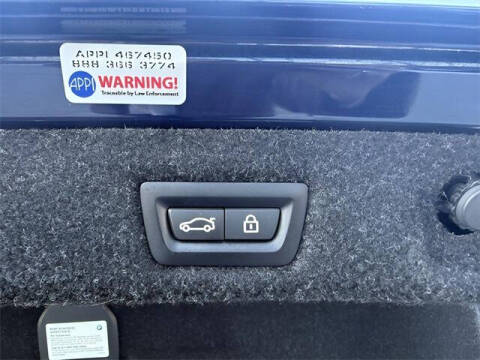 APPI 467450
888 366 3774
APPI
WARNING!
Traceable by Law Enforcement